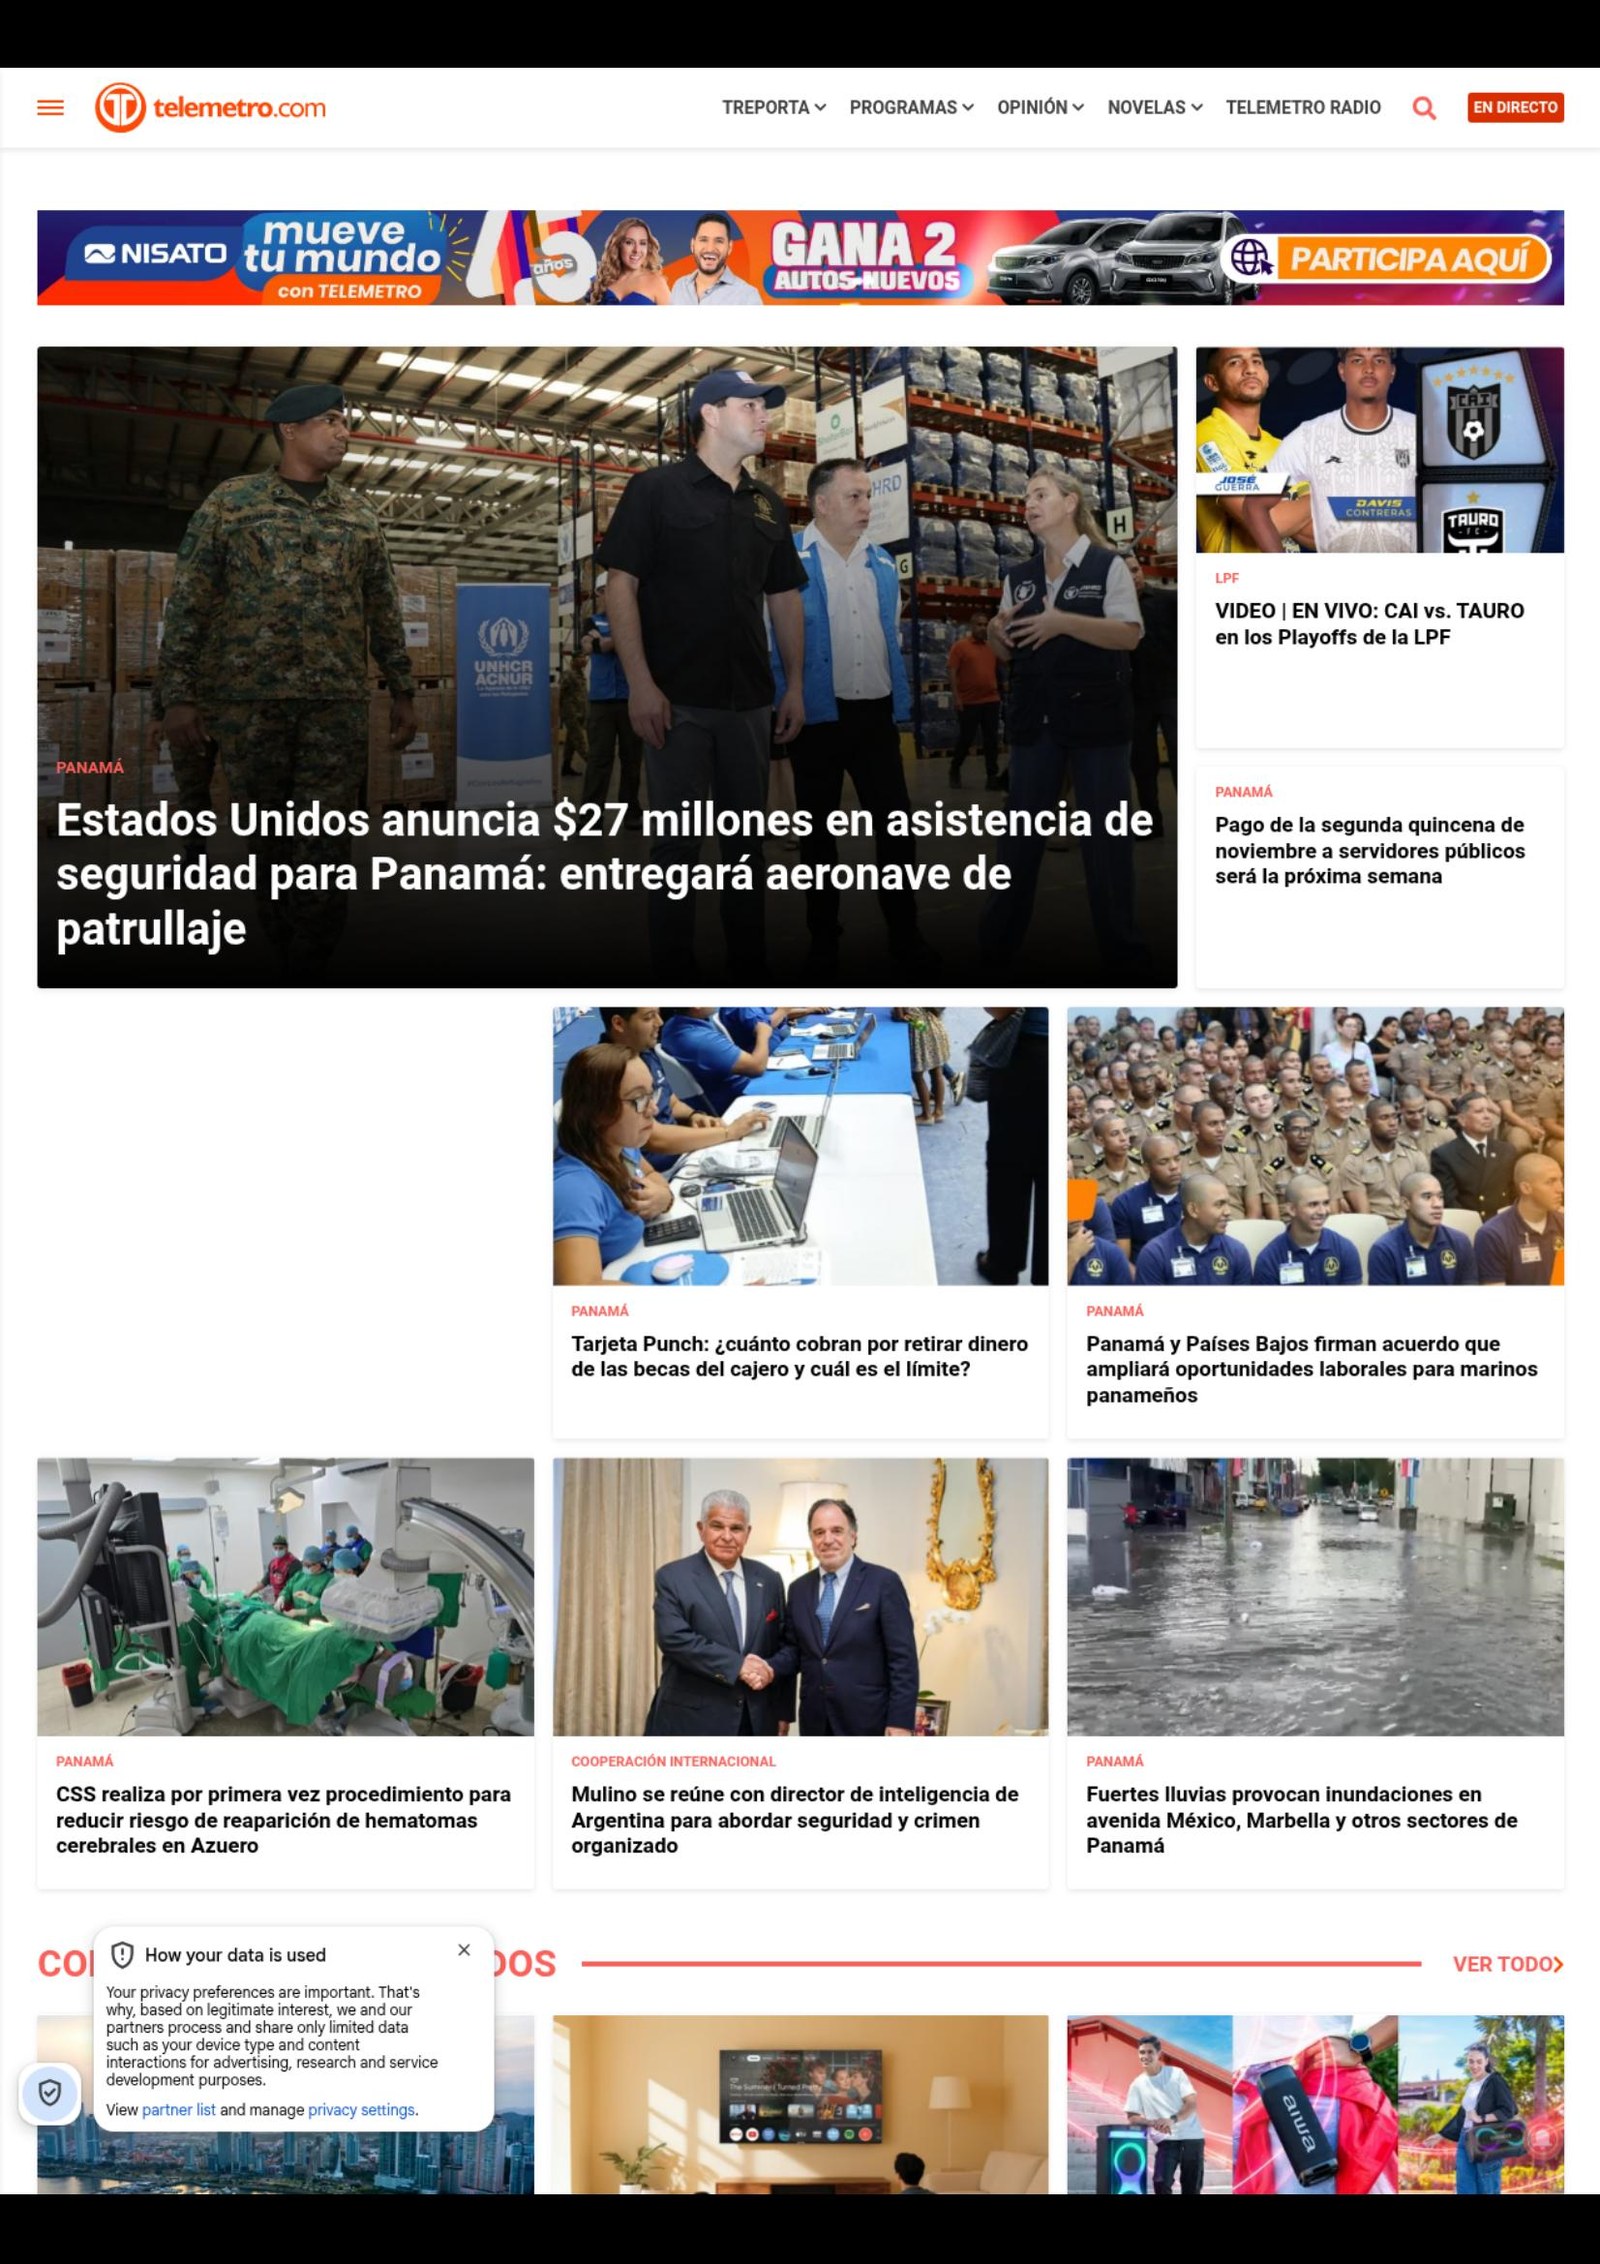 telemetro.com
TREPORTA
PROGRAMAS
OPINIÓN
NOVELAS
TELEMETRO RADIO
EN DIRECTO
NISATO
mueve
tu mundo
con TELEMETRO
45
años
GANA 2
AUTOS NUEVOS
PARTICIPA AQUÍ
UNHCR
ACNUR
HRD
G
H
PANAMÁ
Estados Unidos anuncia $27 millones en asistencia de
seguridad para Panamá: entregará aeronave de
patrullaje
JOSÉ
GUERRA
DAVIS
CONTRERAS
CAI
TAURO
FC
LPF
VIDEO | EN VIVO: CAI vs. TAURO
en los Playoffs de la LPF
PANAMÁ
Pago de la segunda quincena de
noviembre a servidores públicos
será la próxima semana
PANAMÁ
Tarjeta Punch: ¿cuánto cobran por retirar dinero
de las becas del cajero y cuál es el límite?
PANAMÁ
Panamá y Países Bajos firman acuerdo que
ampliará oportunidades laborales para marinos
panameños
PANAMÁ
CSS realiza por primera vez procedimiento para
reducir riesgo de reaparición de hematomas
cerebrales en Azuero
COOPERACIÓN INTERNACIONAL
Mulino se reúne con director de inteligencia de
Argentina para abordar seguridad y crimen
organizado
PANAMÁ
Fuertes lluvias provocan inundaciones en
avenida México, Marbella y otros sectores de
Panamá
VER TODO
How your data is used
Your privacy preferences are important. That's
why, based on legitimate interest, we and our
partners process and share only limited data
such as your device type and content
interactions for advertising, research and service
development purposes.
View partner list and manage privacy settings.
The Summer I Turned Pretty
aiwa